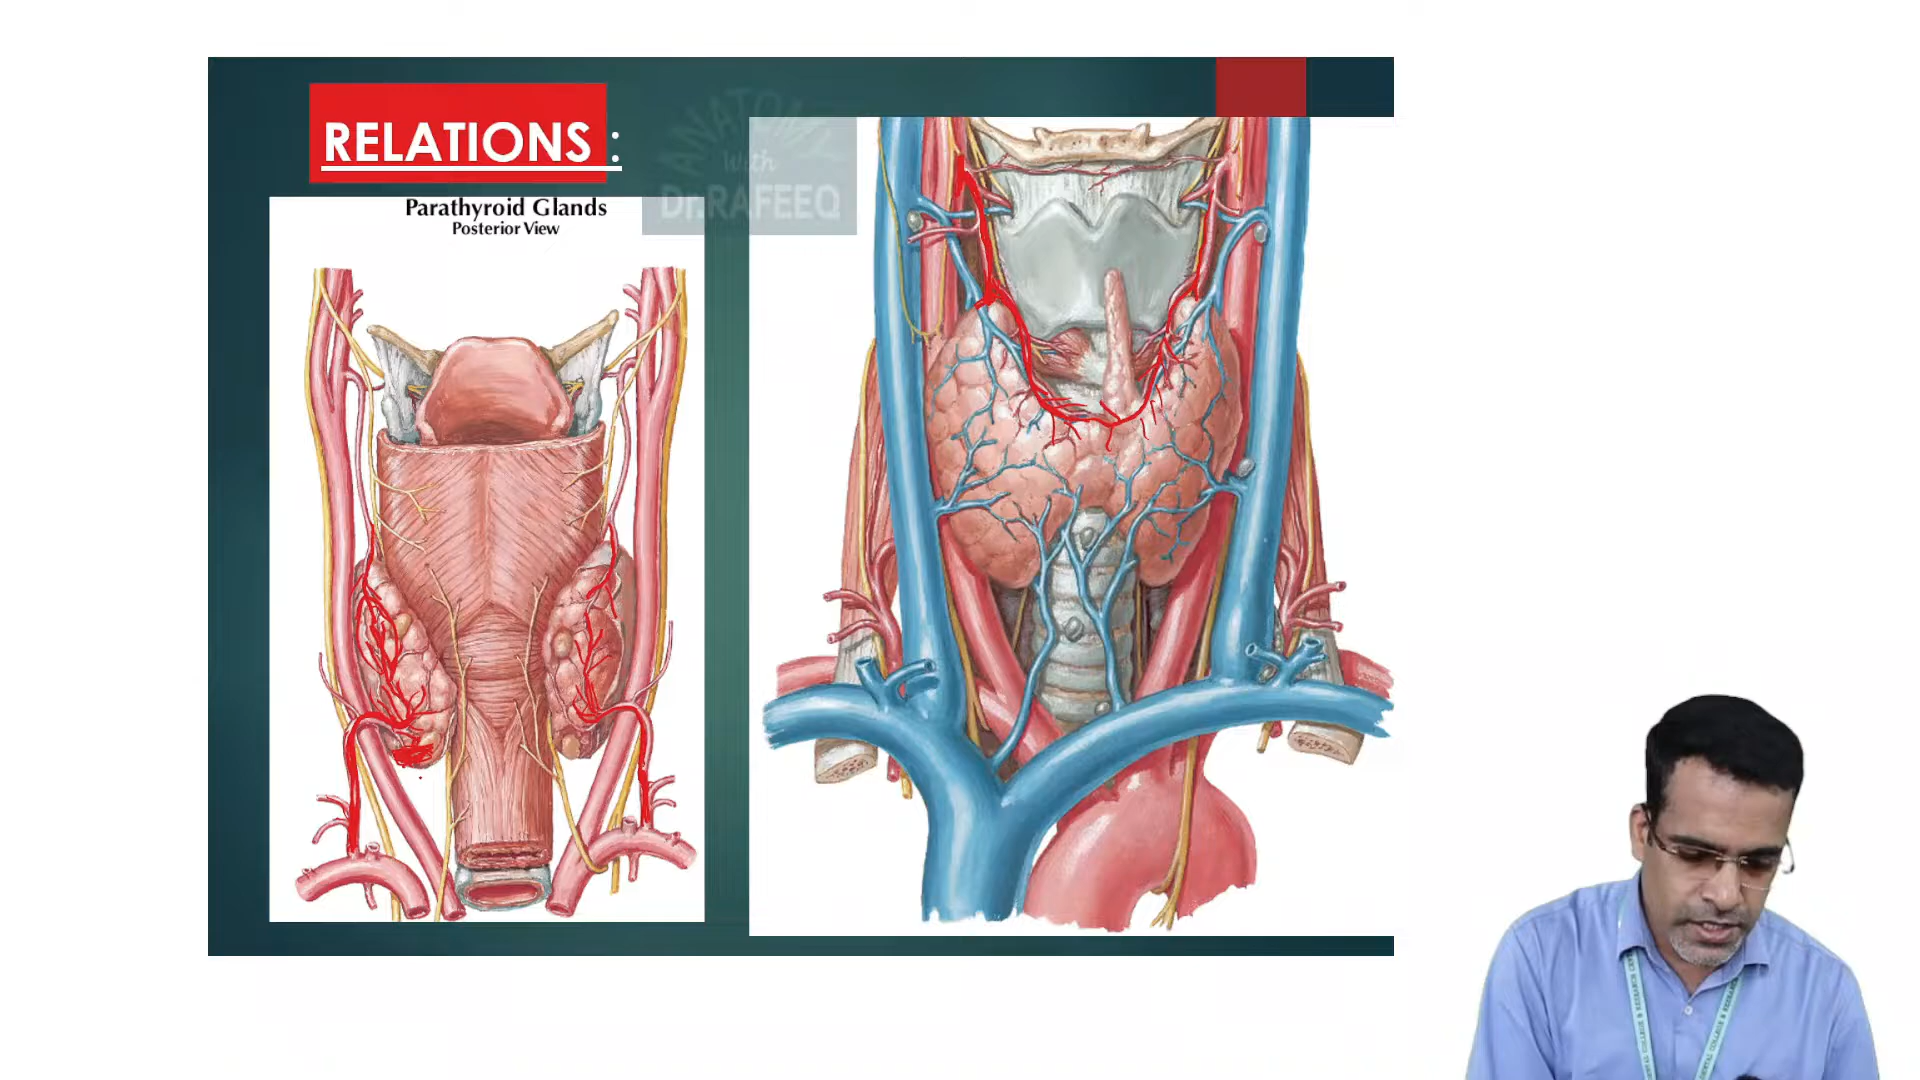 RELATIONS :
Parathyroid Glands
Posterior View
ANATOMY
With
Dr.RAFEEQ